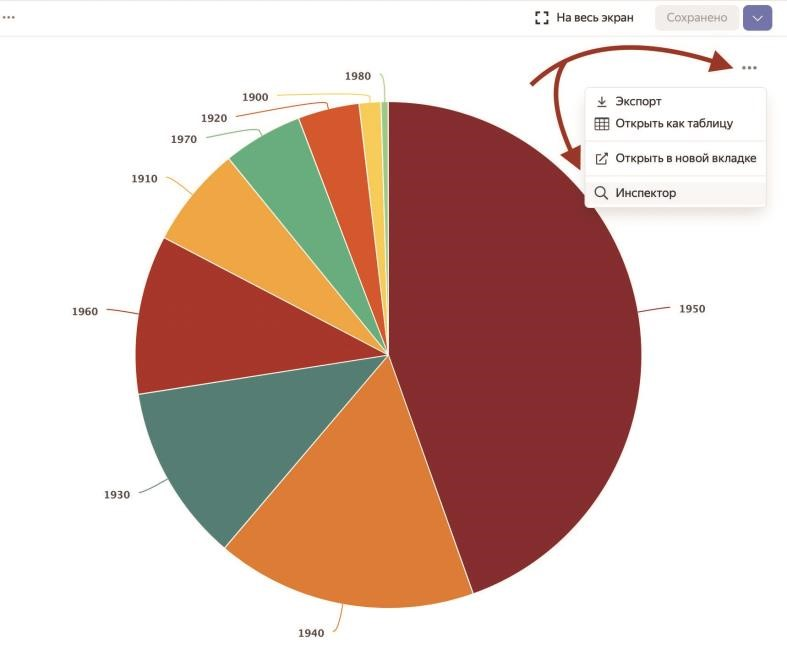 На весь экран
Сохранено
Экспорт
Открыть как таблицу
Открыть в новой вкладке
Инспектор
1980
1900
1920
1970
1910
1960
1950
1930
1940